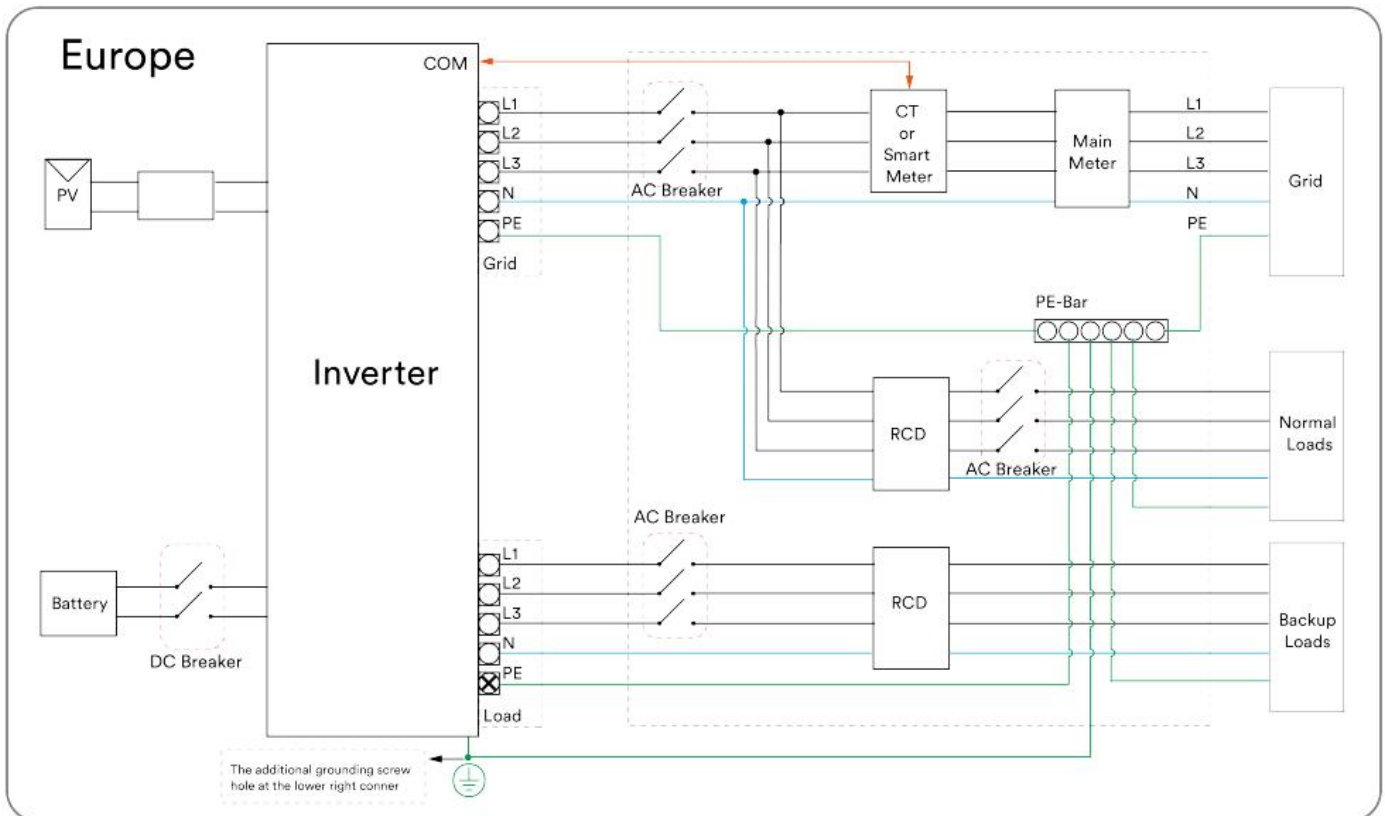 Europe
COM
L1
L2
L3
N
PE
Grid
AC Breaker
CT
or
Smart
Meter
Main
Meter
L1
L2
L3
N
PE
Grid
PV
Inverter
PE-Bar
RCD
AC Breaker
Normal
Loads
Battery
DC Breaker
L1
L2
L3
N
PE
Load
AC Breaker
RCD
Backup
Loads
The additional grounding screw
hole at the lower right conner